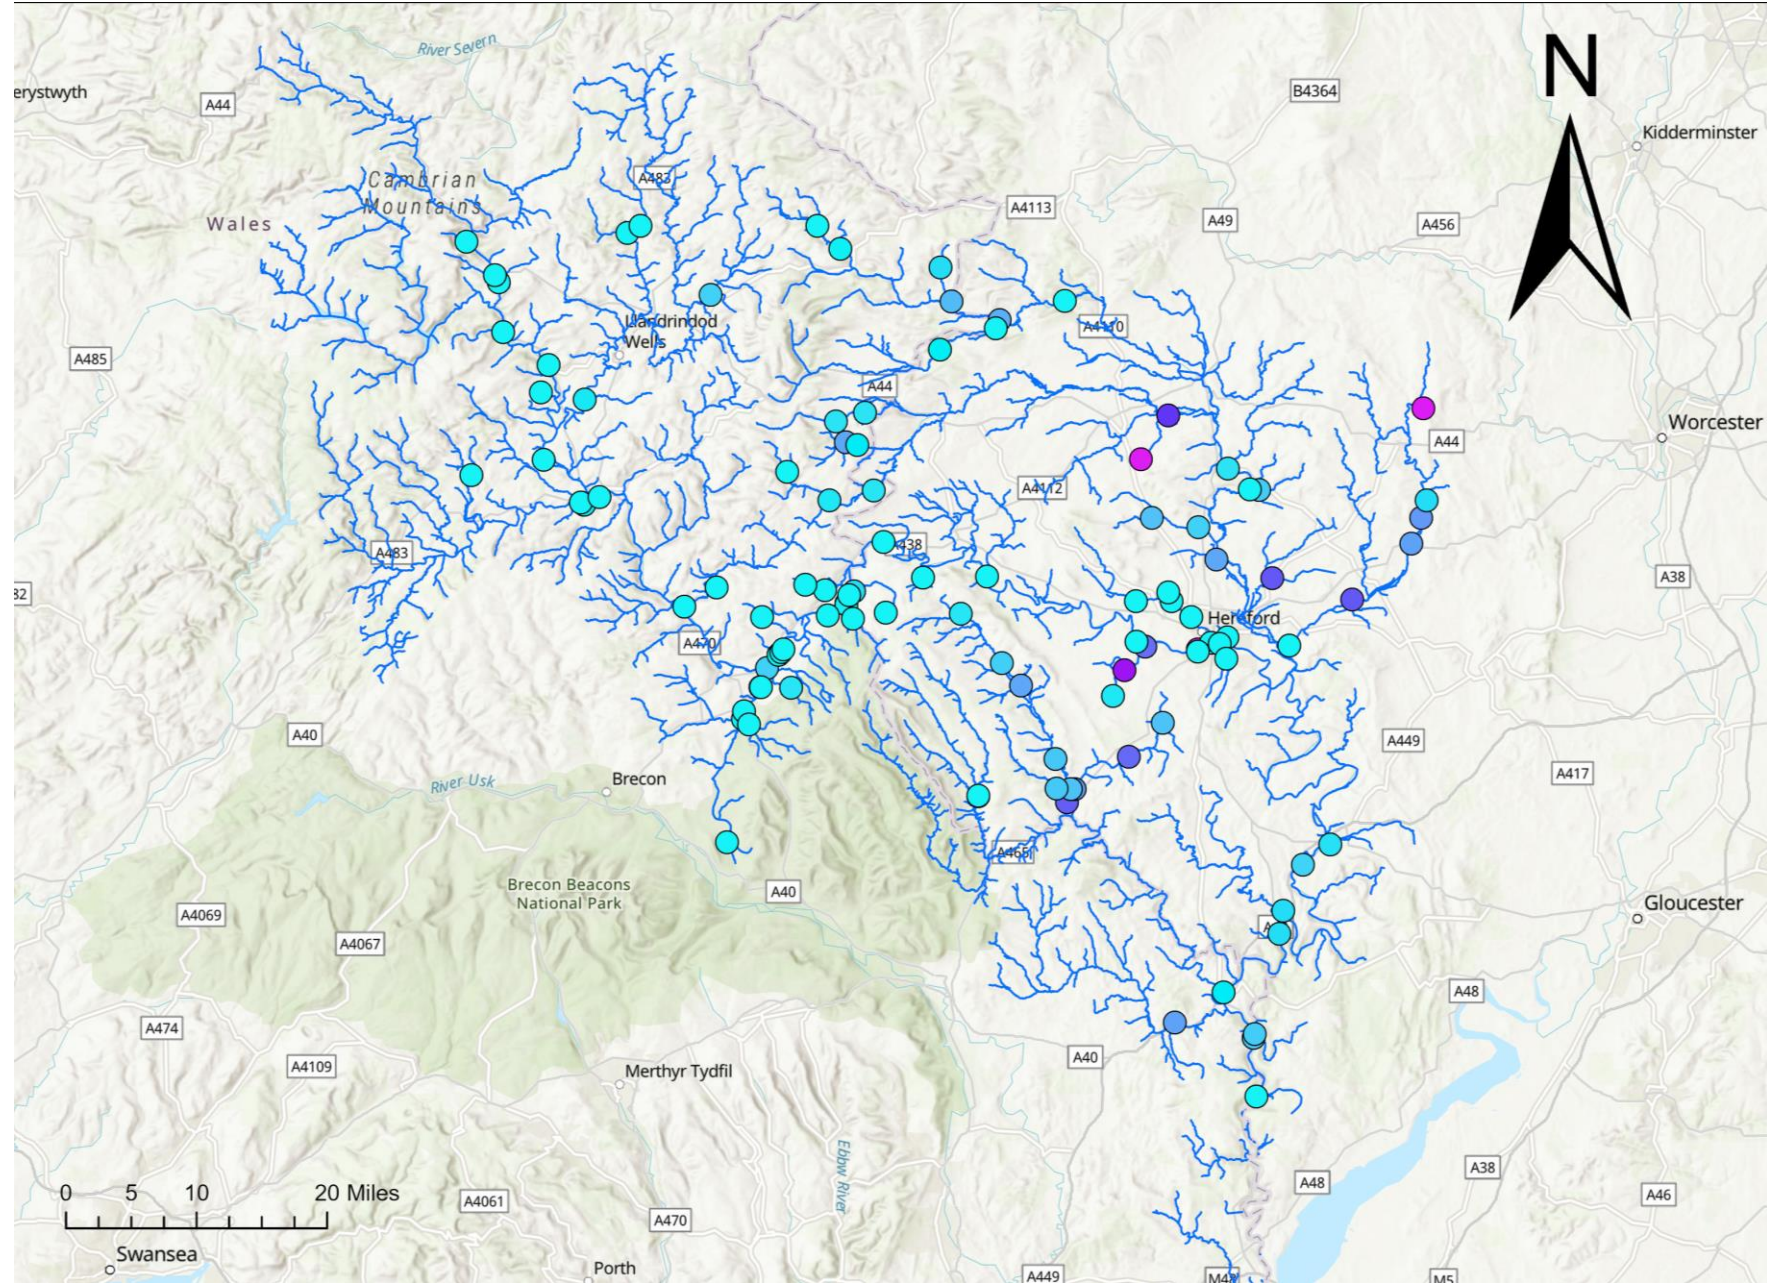 River Severn
N
erystwyth
A44
B4364
Kidderminster
Cambrian
Mountains
A483
Wales
A4113
A49
A456
Llandrindod
Wells
A4110
A485
A44
Worcester
A44
A4112
A483
A438
A38
82
Hereford
A470
A40
A449
A417
River Usk
Brecon
A465
Brecon Beacons
National Park
A40
Gloucester
A4069
A4067
A48
A474
A40
A4109
Merthyr Tydfil
Ebbw River
A38
A48
0 5 10 20 Miles
A4061
A470
A46
Swansea
Porth
A449
M48
M5